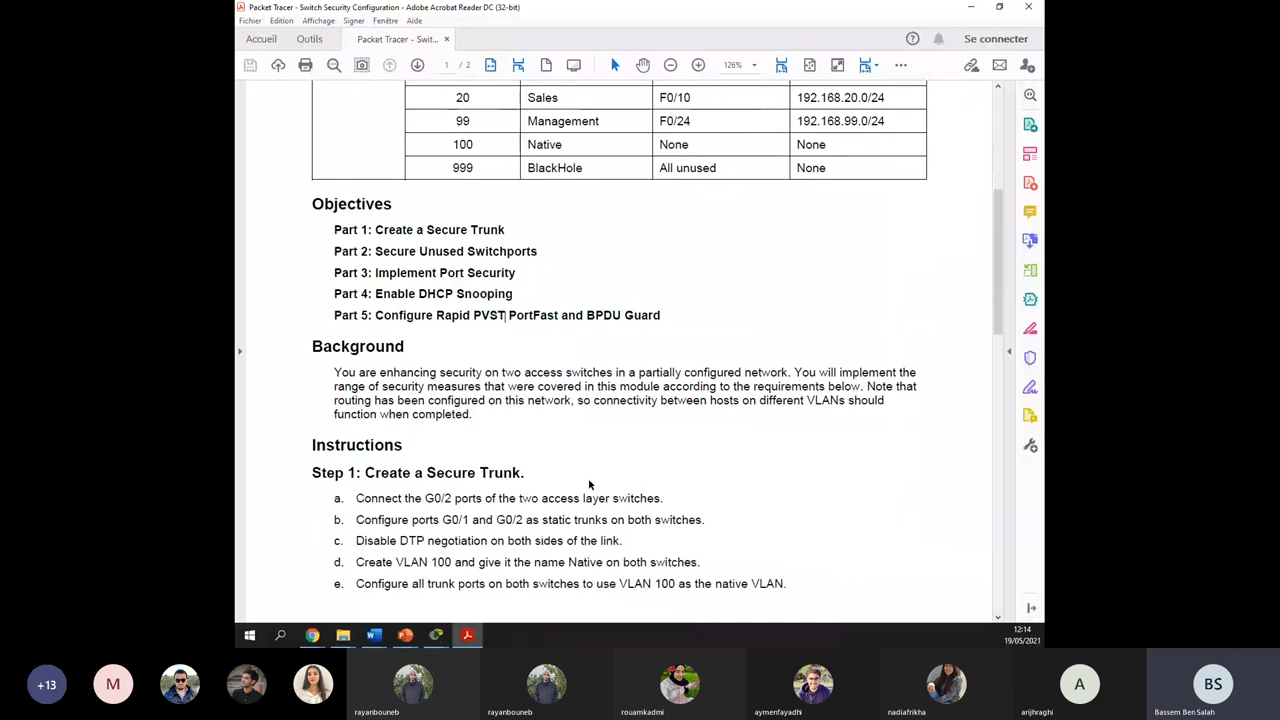 Packet Tracer - Switch Security Configuration - Adobe Acrobat Reader DC (32-bit)
Fichier Edition Affichage Signer Fenêtre Aide
Accueil Outils Packet Tracer - Swit... × Se connecter
1 / 2 126%
20 Sales F0/10 192.168.20.0/24
99 Management F0/24 192.168.99.0/24
100 Native None None
999 BlackHole All unused None
Objectives
Part 1: Create a Secure Trunk
Part 2: Secure Unused Switchports
Part 3: Implement Port Security
Part 4: Enable DHCP Snooping
Part 5: Configure Rapid PVST PortFast and BPDU Guard
Background
You are enhancing security on two access switches in a partially configured network. You will implement the
range of security measures that were covered in this module according to the requirements below. Note that
routing has been configured on this network, so connectivity between hosts on different VLANs should
function when completed.
Instructions
Step 1: Create a Secure Trunk.
a. Connect the G0/2 ports of the two access layer switches.
b. Configure ports G0/1 and G0/2 as static trunks on both switches.
c. Disable DTP negotiation on both sides of the link.
d. Create VLAN 100 and give it the name Native on both switches.
e. Configure all trunk ports on both switches to use VLAN 100 as the native VLAN.
12:14
19/05/2021
+13 M A BS
rayanbouneb rayanbouneb rouamkadmi aymenfayadhi nadiafrikha arijhraghi Bassem Ben Salah